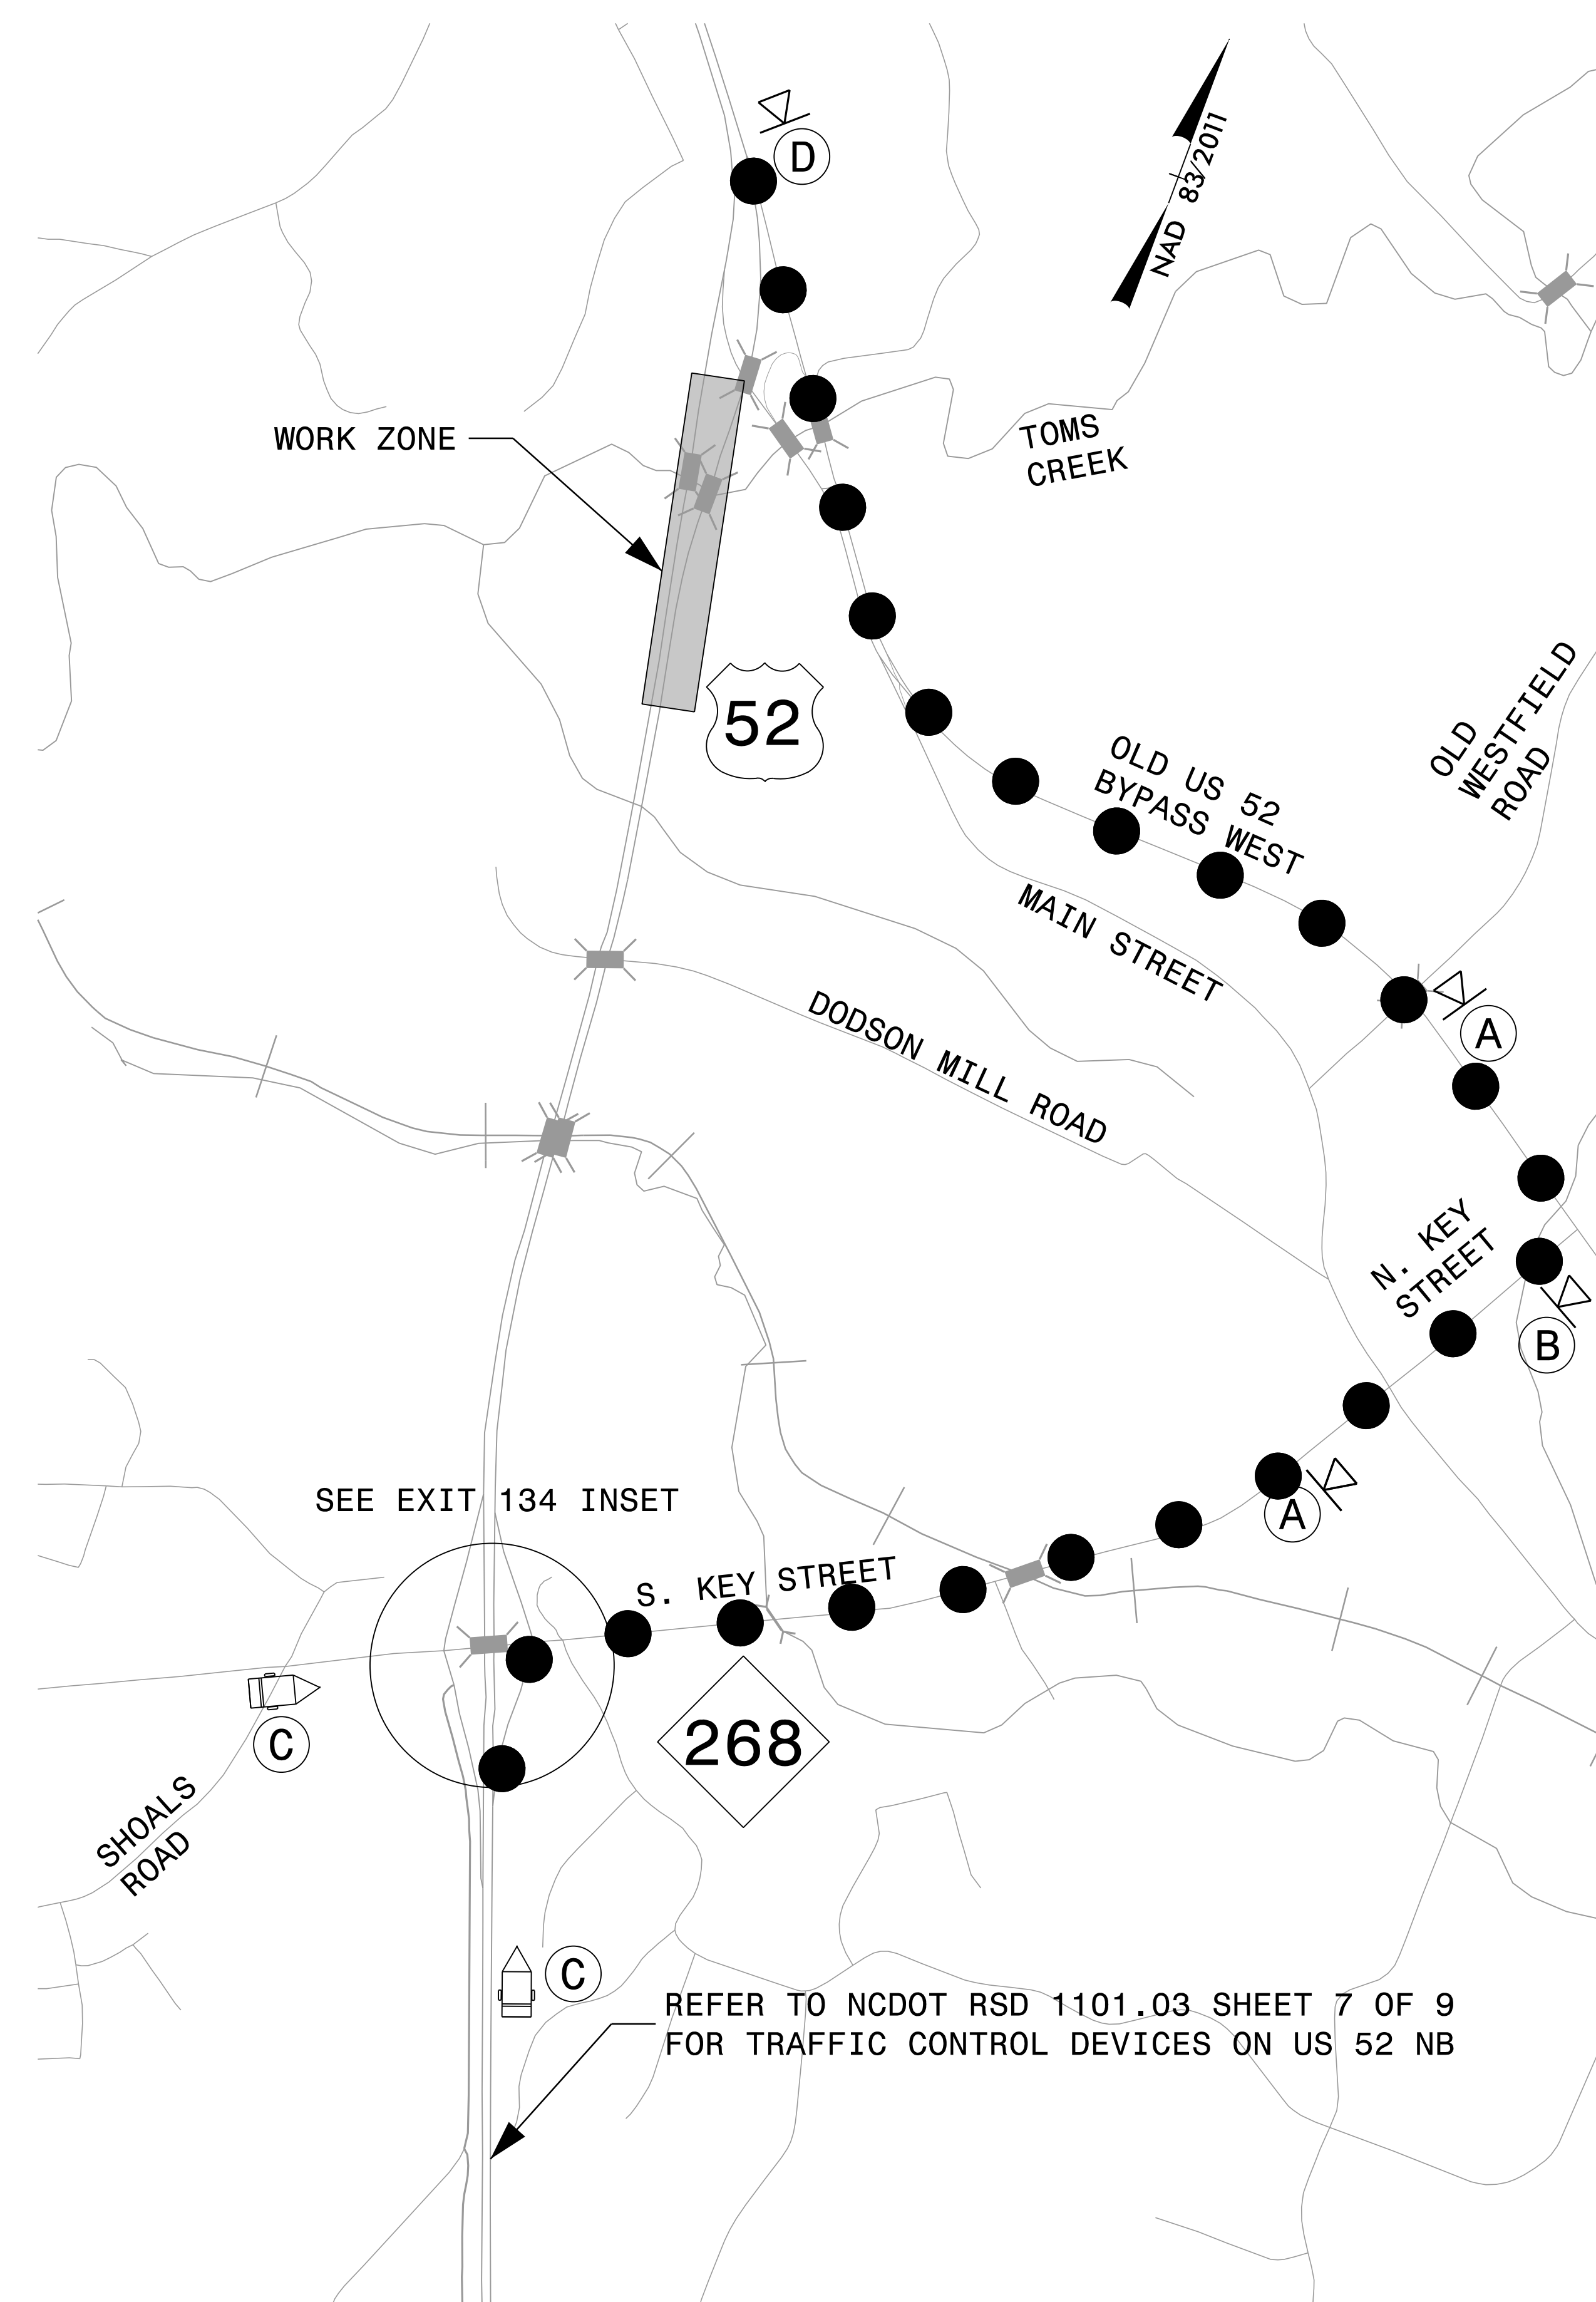 D
NAD 83/2011
WORK ZONE
TOMS
CREEK
52
OLD
WESTFIELD
ROAD
OLD US 52
BYPASS WEST
MAIN STREET
A
DODSON MILL ROAD
N. KEY
STREET
B
SEE EXIT 134 INSET
A
S. KEY STREET
C
268
SHOALS
ROAD
C
REFER TO NCDOT RSD 1101.03 SHEET 7 OF 9
FOR TRAFFIC CONTROL DEVICES ON US 52 NB